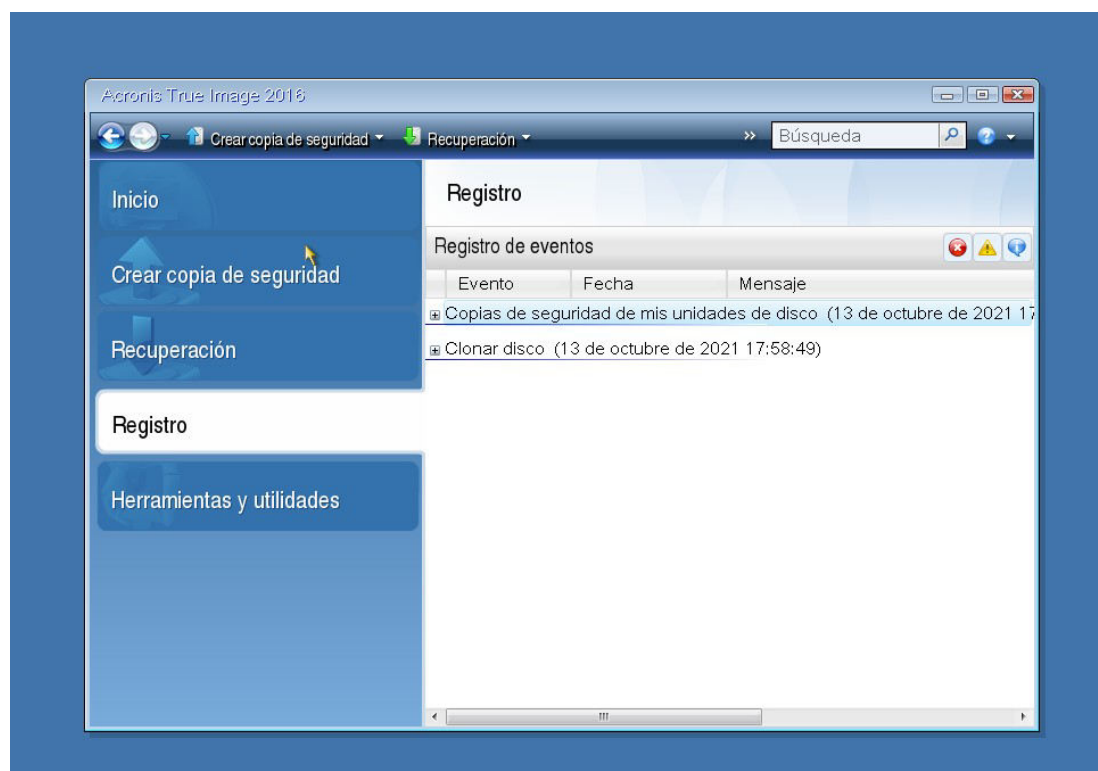 Acronis True Image 2016
Crear copia de seguridad Recuperación » Búsqueda
Inicio
Crear copia de seguridad
Recuperación
Registro
Herramientas y utilidades
Registro
Registro de eventos
Evento Fecha Mensaje
Copias de seguridad de mis unidades de disco (13 de octubre de 2021 17
Clonar disco (13 de octubre de 2021 17:58:49)